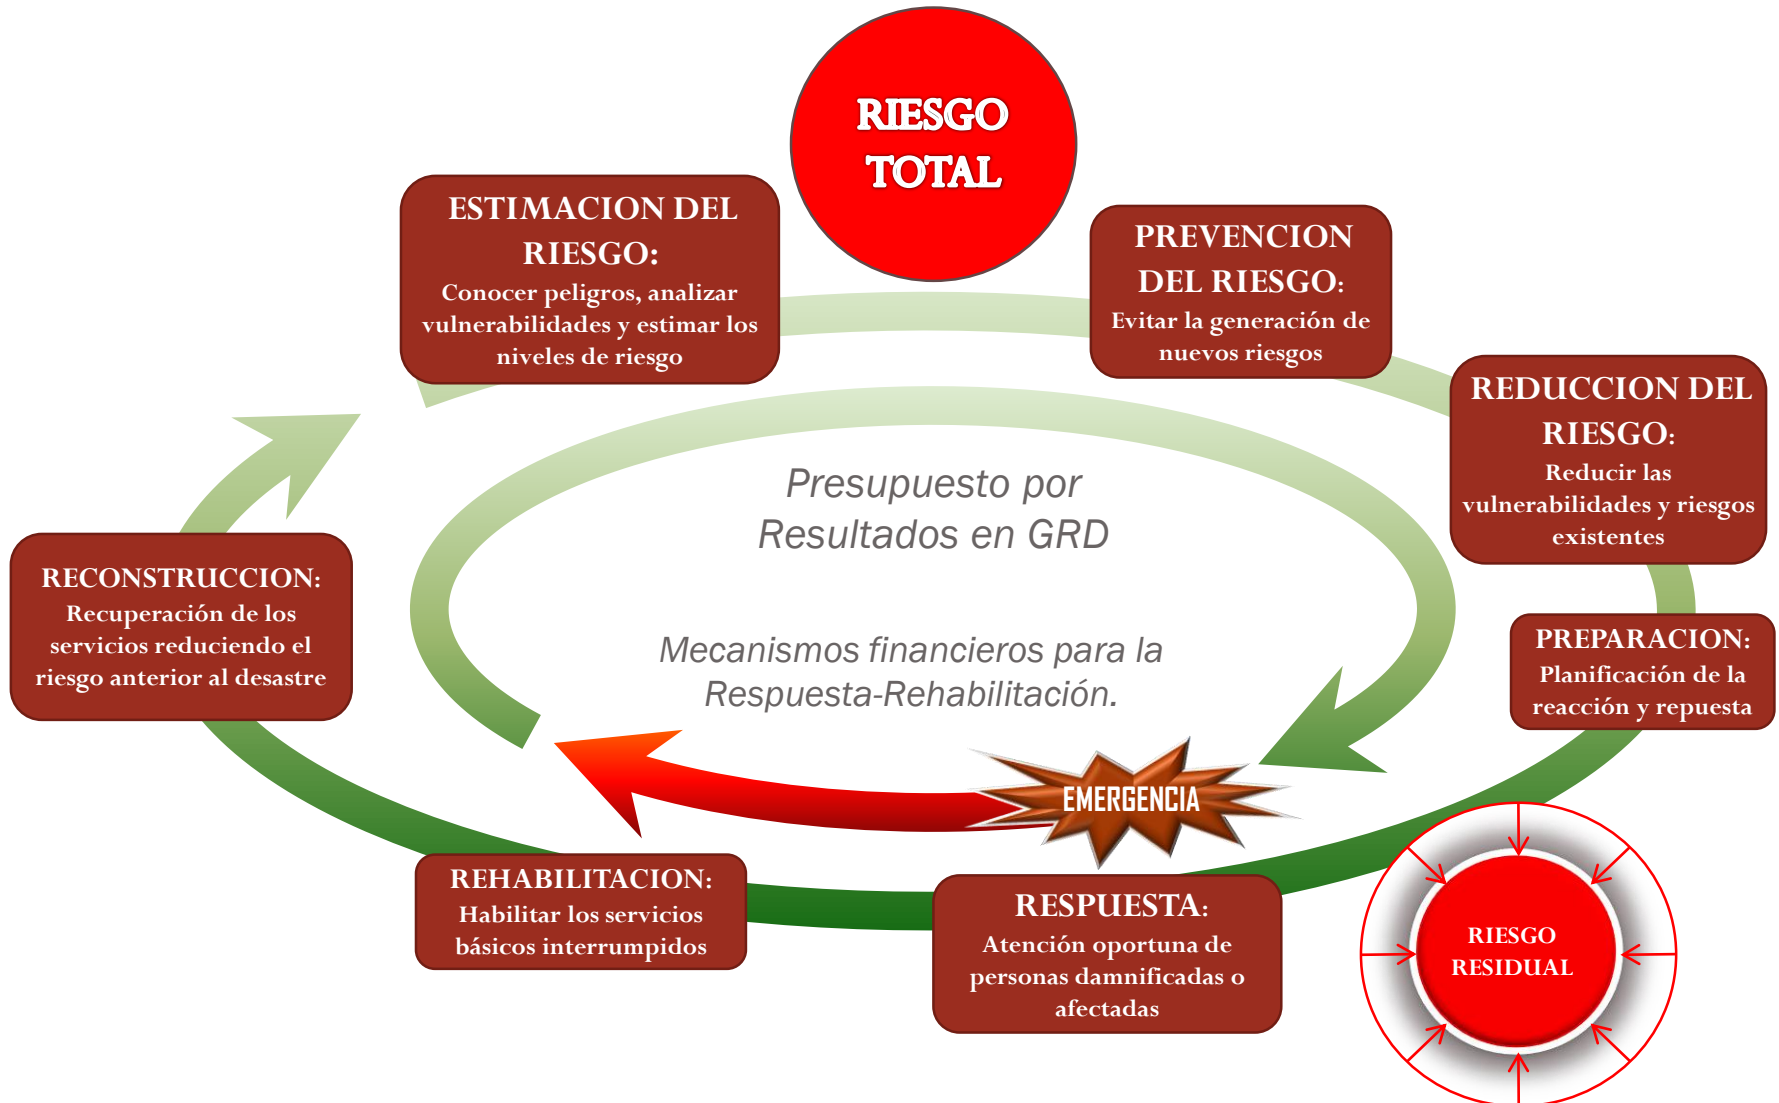 RIESGO
TOTAL
ESTIMACION DEL
RIESGO:
Conocer peligros, analizar
vulnerabilidades y estimar los
niveles de riesgo
PREVENCION
DEL RIESGO:
Evitar la generación de
nuevos riesgos
REDUCCION DEL
RIESGO:
Reducir las
vulnerabilidades y riesgos
existentes
Presupuesto por
Resultados en GRD
RECONSTRUCCION:
Recuperación de los
servicios reduciendo el
riesgo anterior al desastre
Mecanismos financieros para la
Respuesta-Rehabilitación.
PREPARACION:
Planificación de la
reacción y repuesta
EMERGENCIA
REHABILITACION:
Habilitar los servicios
básicos interrumpidos
RESPUESTA:
Atención oportuna de
personas damnificadas o
afectadas
RIESGO
RESIDUAL